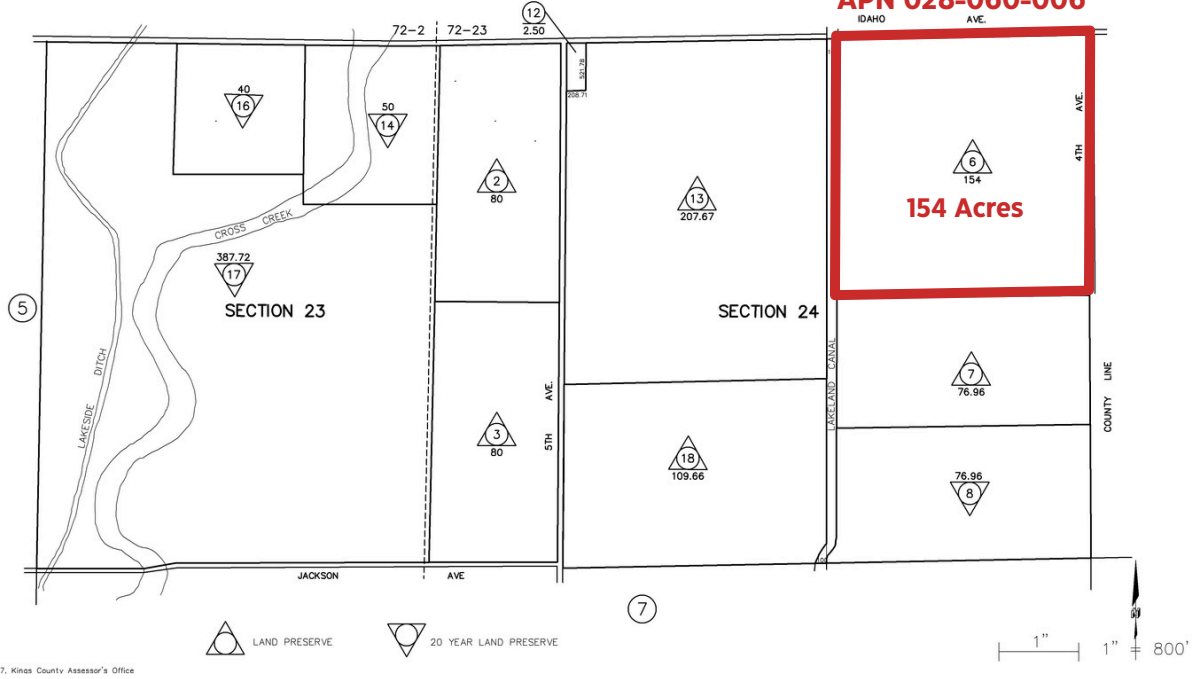 APN 028-060-006
IDAHO AVE.
12
2.50
72-2 72-23
521.78
208.71
40
16
50
14
2
80
13
207.67
6
154
154 Acres
4TH AVE.
CROSS CREEK
387.72
17
5
SECTION 23
SECTION 24
LAKESIDE DITCH
LAKELAND CANAL
COUNTY LINE
7
76.96
5TH AVE.
3
80
18
109.66
76.96
8
JACKSON AVE
7
LAND PRESERVE
20 YEAR LAND PRESERVE
1"
1" = 800'
7, Kings County Assessor's Office